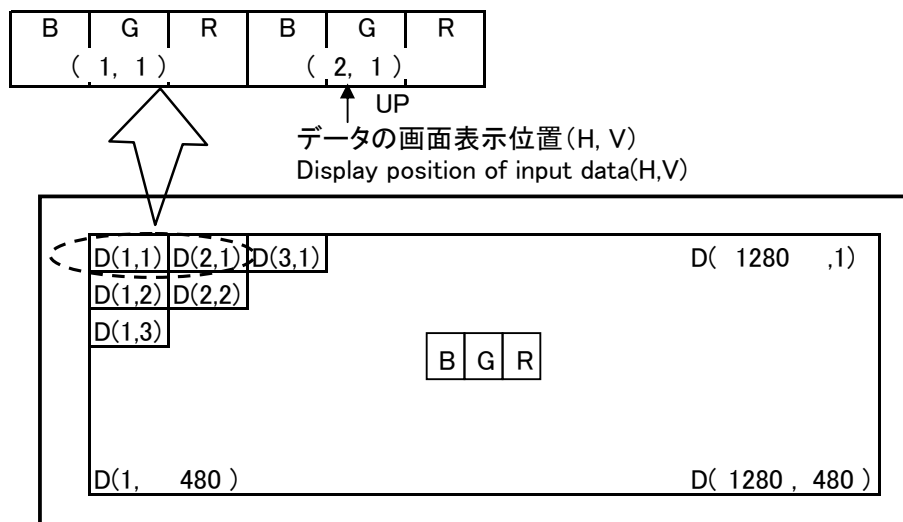 B G R B G R
( 1, 1 ) ( 2, 1 )
UP
データの画面表示位置(H, V)
Display position of input data(H,V)
D(1,1) D(2,1) D(3,1) D( 1280 ,1)
D(1,2) D(2,2)
D(1,3)
B G R
D(1, 480 ) D( 1280 , 480 )